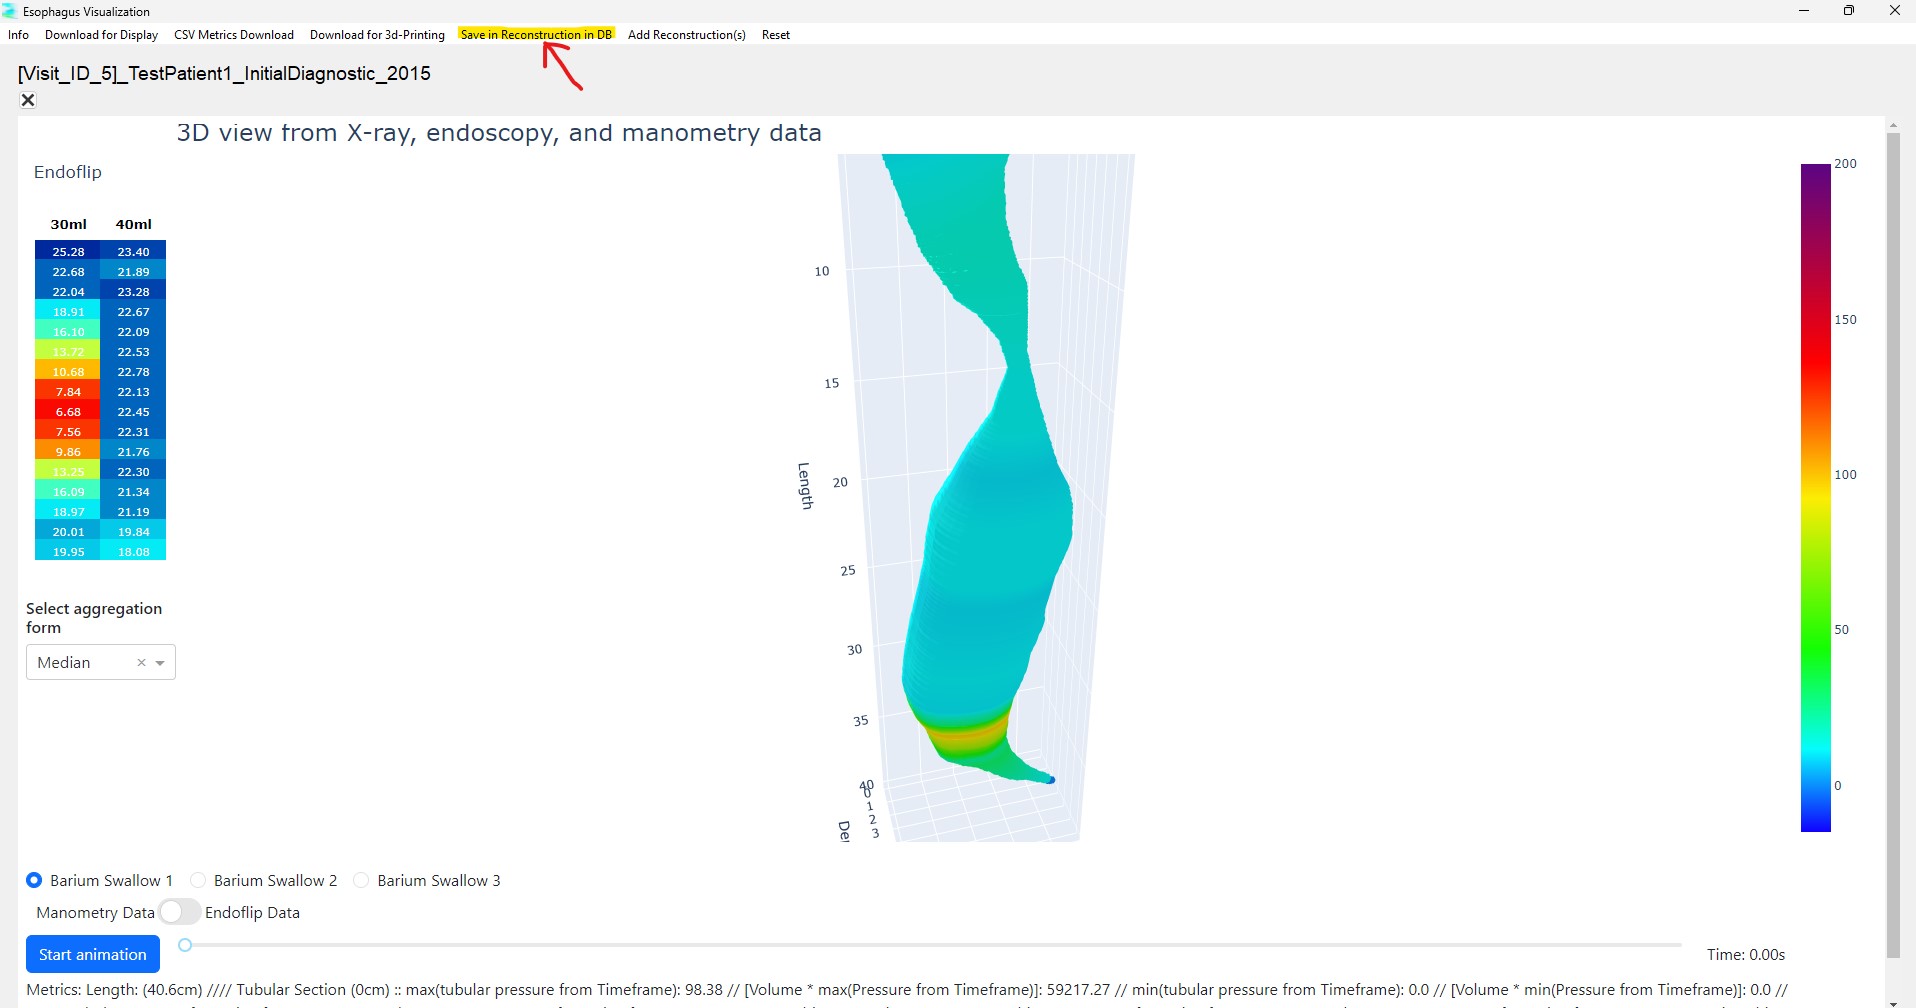 Esophagus Visualization
Info Download for Display CSV Metrics Download Download for 3d-Printing Save in Reconstruction in DB Add Reconstruction(s) Reset
[Visit_ID_5]_TestPatient1_InitialDiagnostic_2015
3D view from X-ray, endoscopy, and manometry data
Endoflip
30ml 40ml
25.28 23.40
22.68 21.89
22.04 23.28
18.91 22.67
16.10 22.09
13.72 22.53
10.68 22.78
7.84 22.13
6.68 22.45
7.56 22.31
9.86 21.76
13.25 22.30
16.09 21.34
18.97 21.19
20.01 19.84
19.95 18.08
Select aggregation
form
Median
10
15
20
25
30
35
40
Length
0
1
2
3
200
150
100
50
0
Barium Swallow 1 Barium Swallow 2 Barium Swallow 3
Manometry Data Endoflip Data
Start animation
Time: 0.00s
Metrics: Length: (40.6cm) //// Tubular Section (0cm) :: max(tubular pressure from Timeframe): 98.38 // [Volume * max(Pressure from Timeframe)]: 59217.27 // min(tubular pressure from Timeframe): 0.0 // [Volume * min(Pressure from Timeframe)]: 0.0 //